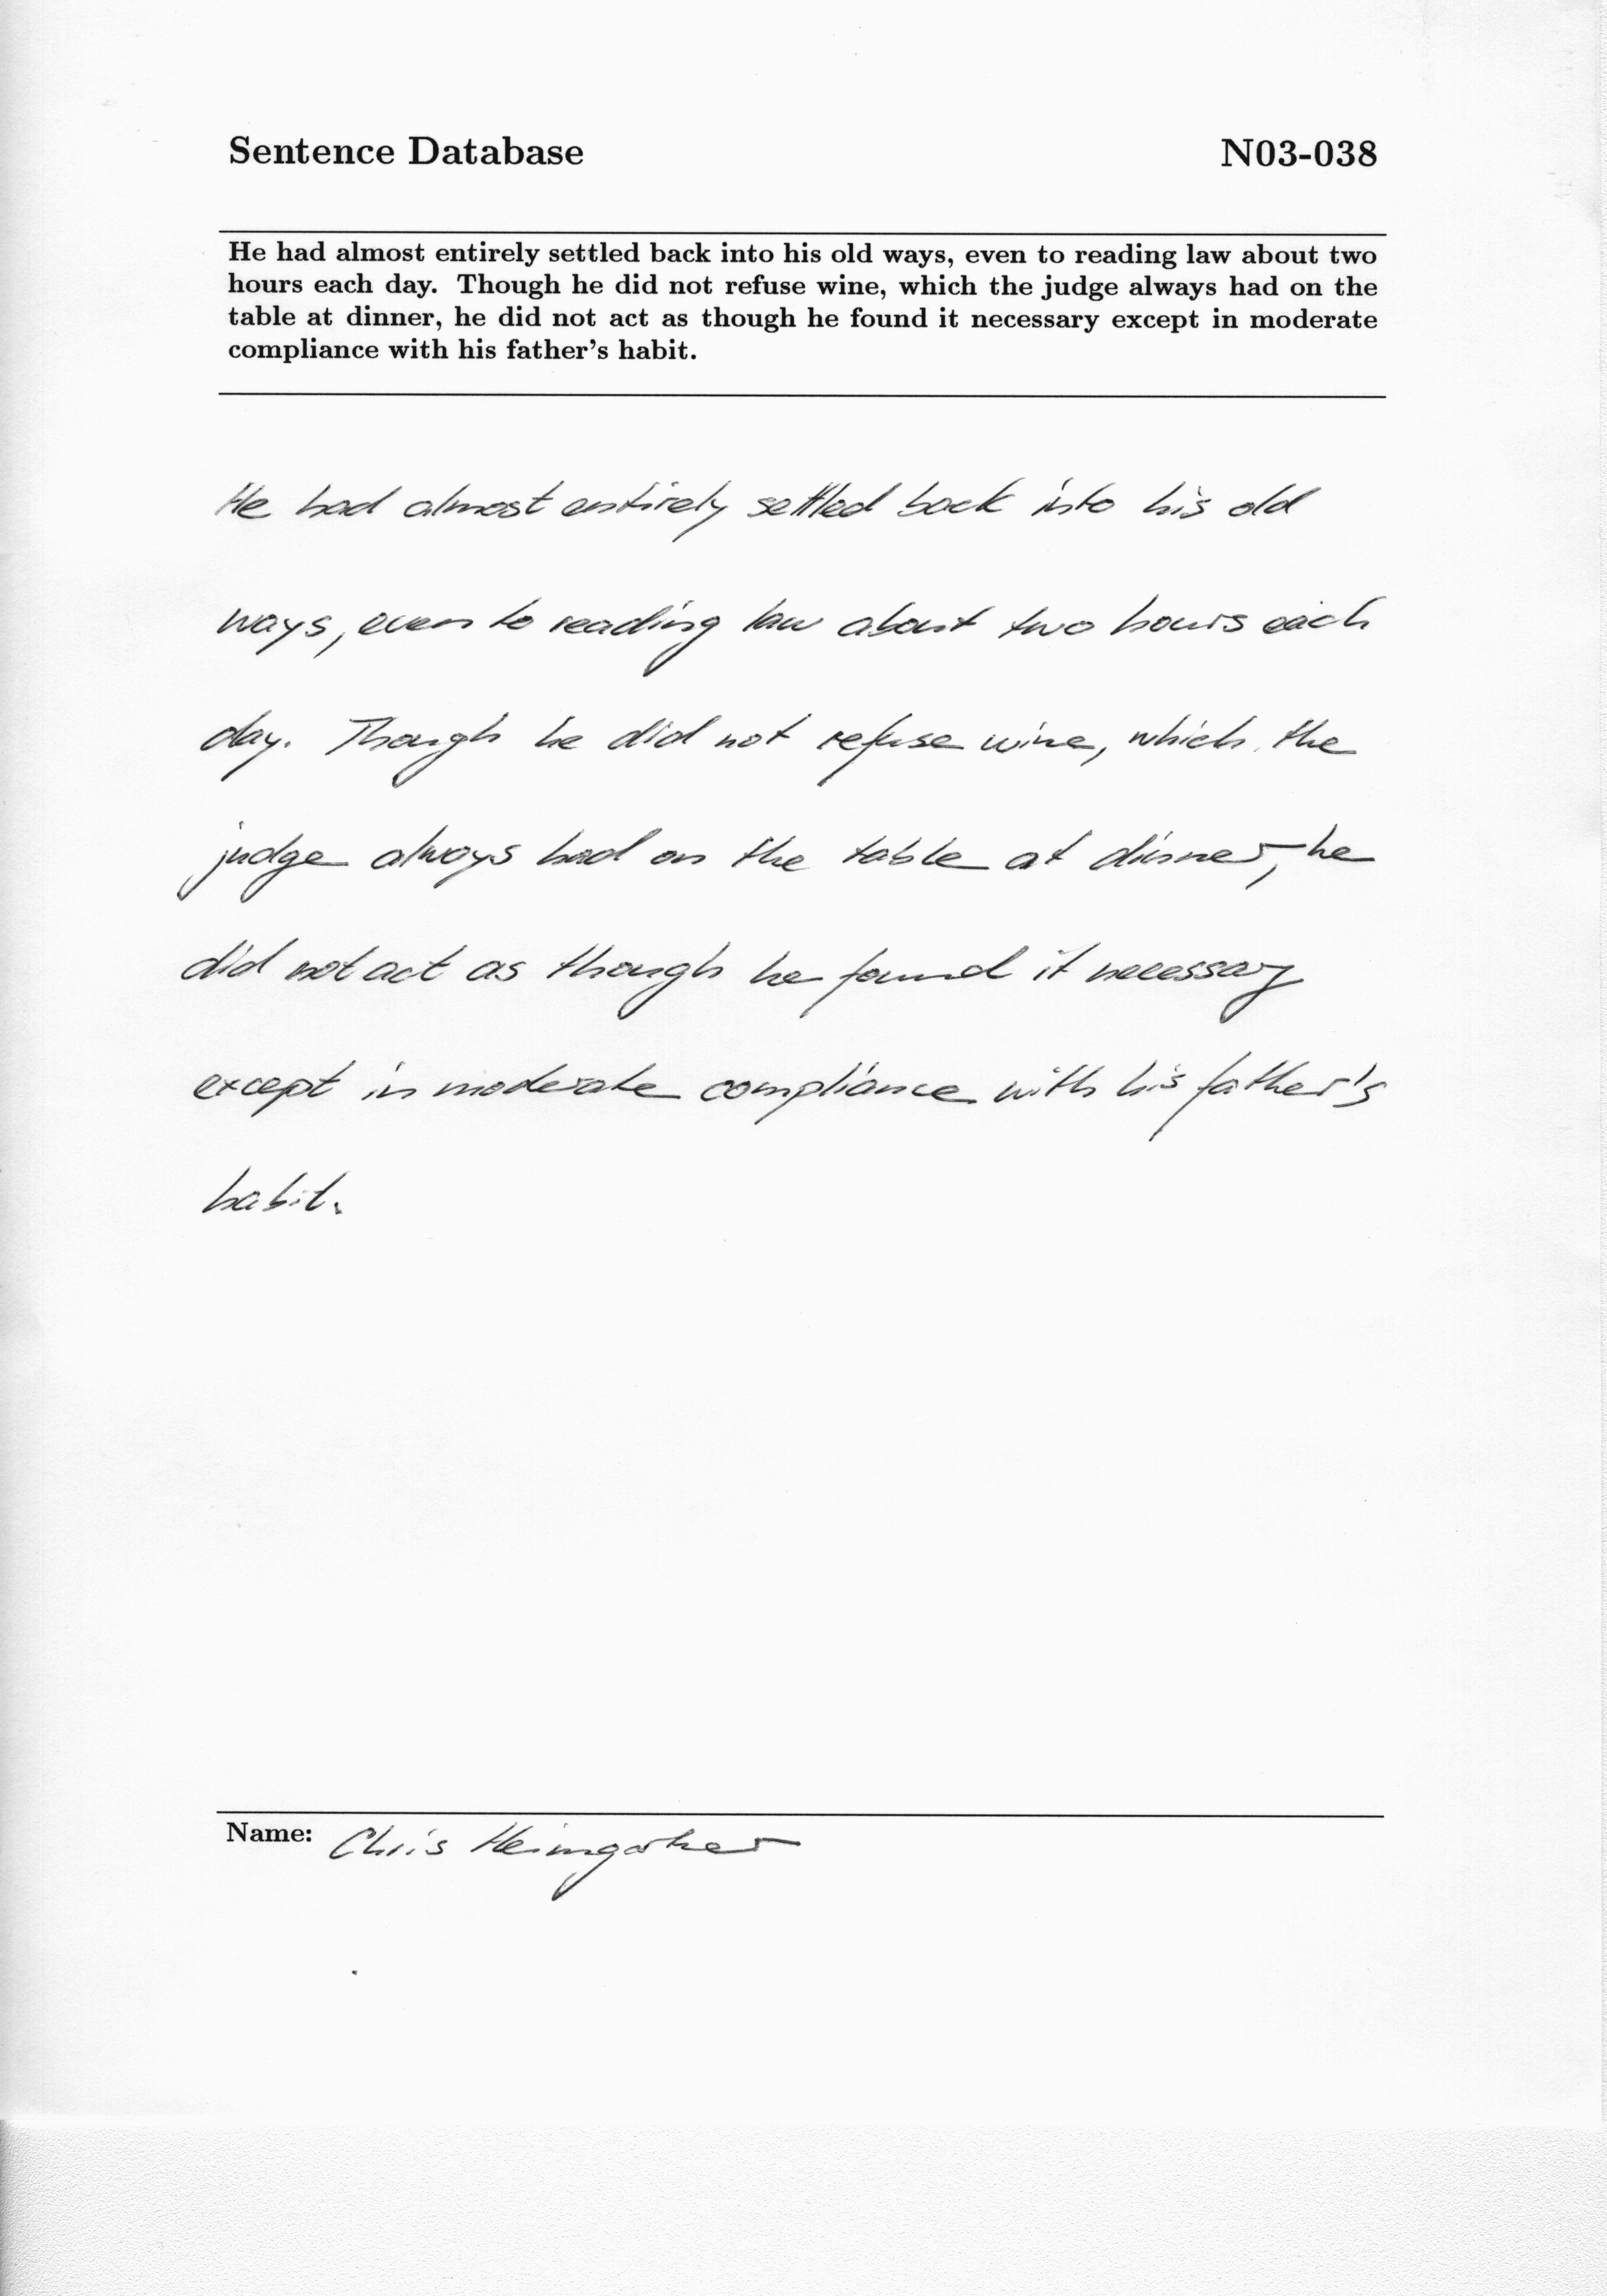 Sentence Database N03-038
He had almost entirely settled back into his old ways, even to reading law about two
hours each day. Though he did not refuse wine, which the judge always had on the
table at dinner, he did not act as though he found it necessary except in moderate
compliance with his father's habit.
He had almost entirely settled back into his old
ways, even to reading law about two hours each
day. Though he did not refuse wine, which the
judge always had on the table at dinner, he
did not act as though he found it necessary
except in moderate compliance with his father's
habit.
Name: Chris Heimgartner